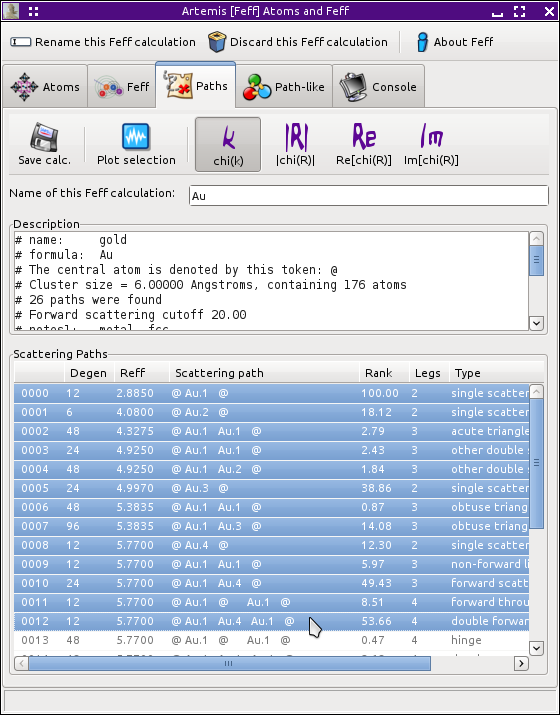 Artemis [Feff] Atoms and Feff
Rename this Feff calculation Discard this Feff calculation About Feff
Atoms Feff Paths Path-like Console
k |R| Re Im
Save calc. Plot selection chi(k) |chi(R)| Re[chi(R)] Im[chi(R)]
Name of this Feff calculation: Au
Description
# name: gold
# formula: Au
# The central atom is denoted by this token: @
# Cluster size = 6.00000 Angstroms, containing 176 atoms
# 26 paths were found
# Forward scattering cutoff 20.00
Scattering Paths
Degen Reff Scattering path Rank Legs Type
0000 12 2.8850 @ Au.1 @ 100.00 2 single scatter
0001 6 4.0800 @ Au.2 @ 18.12 2 single scatter
0002 48 4.3275 @ Au.1 Au.1 @ 2.79 3 acute triangle
0003 24 4.9250 @ Au.1 Au.1 @ 2.43 3 other double s
0004 48 4.9250 @ Au.1 Au.2 @ 1.84 3 other double s
0005 24 4.9970 @ Au.3 @ 38.86 2 single scatter
0006 48 5.3835 @ Au.1 Au.1 @ 0.87 3 obtuse triang
0007 96 5.3835 @ Au.1 Au.3 @ 14.08 3 obtuse triang
0008 12 5.7700 @ Au.4 @ 12.30 2 single scatter
0009 12 5.7700 @ Au.1 Au.1 @ 5.97 3 non-forward li
0010 24 5.7700 @ Au.1 Au.4 @ 49.43 3 forward scatt
0011 12 5.7700 @ Au.1 @ Au.1 @ 8.51 4 forward throu
0012 12 5.7700 @ Au.1 Au.4 Au.1 @ 53.66 4 double forwar
0013 48 5.7700 @ Au.1 @ Au.1 @ 0.47 4 hinge